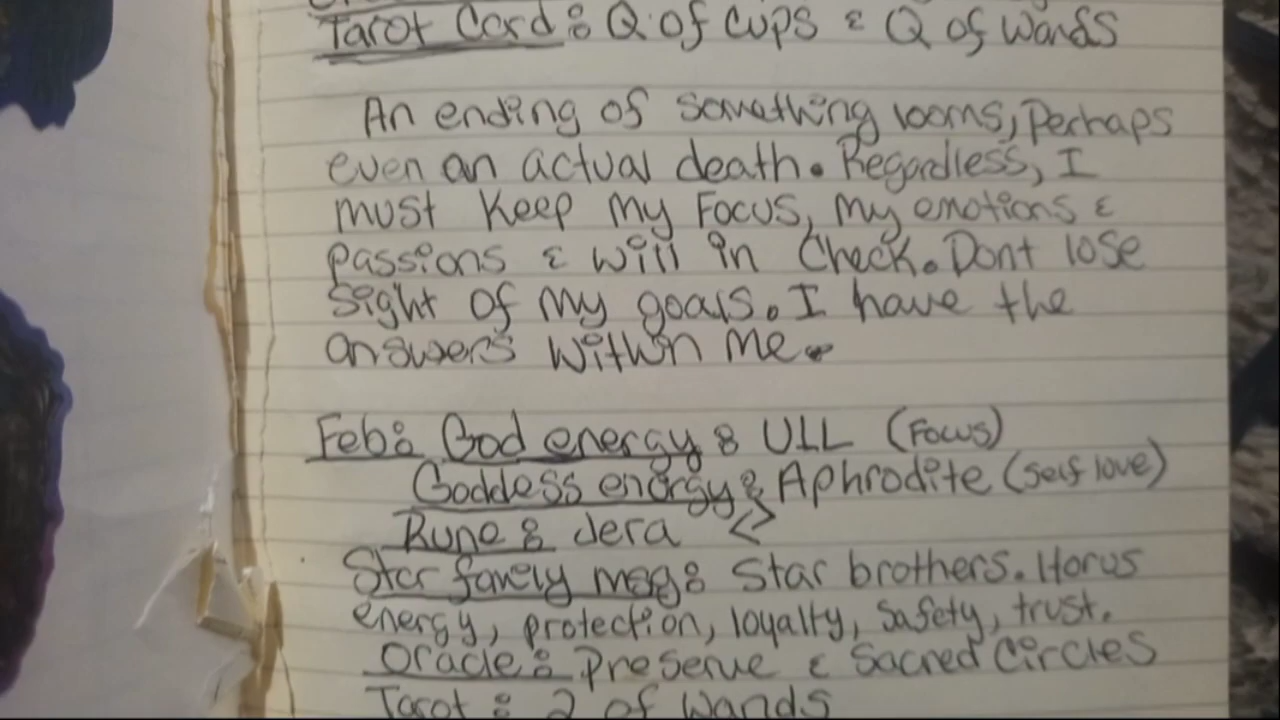 Tarot Card: Q of Cups & Q of Wands
An ending of something looms, Perhaps
even an actual death. Regardless, I
must Keep my Focus, my emotions &
passions & will in Check. Dont lose
sight of my goals. I have the
answers within me.
Feb: God energy: ULL (Focus)
Goddess energy: Aphrodite (self love)
Rune: Jera
Star family msg: Star brothers. Horus
energy, protection, loyalty, safety, trust.
Oracle: Preserve & Sacred Circles
Tarot: 2 of Wands